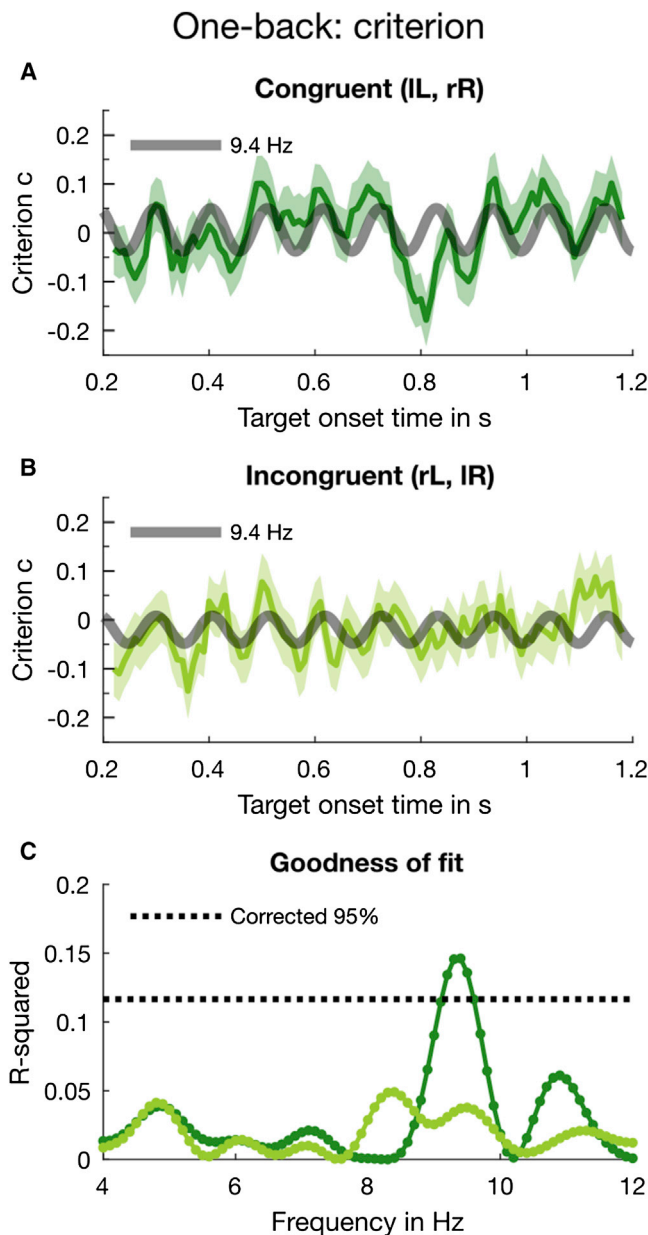 One-back: criterion
A
Congruent (lL, rR)
9.4 Hz
Criterion c
0.2
0.1
0
-0.1
-0.2
0.2 0.4 0.6 0.8 1 1.2
Target onset time in s
B
Incongruent (rL, lR)
9.4 Hz
Criterion c
0.2
0.1
0
-0.1
-0.2
0.2 0.4 0.6 0.8 1 1.2
Target onset time in s
C
Goodness of fit
Corrected 95%
R-squared
0.2
0.15
0.1
0.05
0
4 6 8 10 12
Frequency in Hz